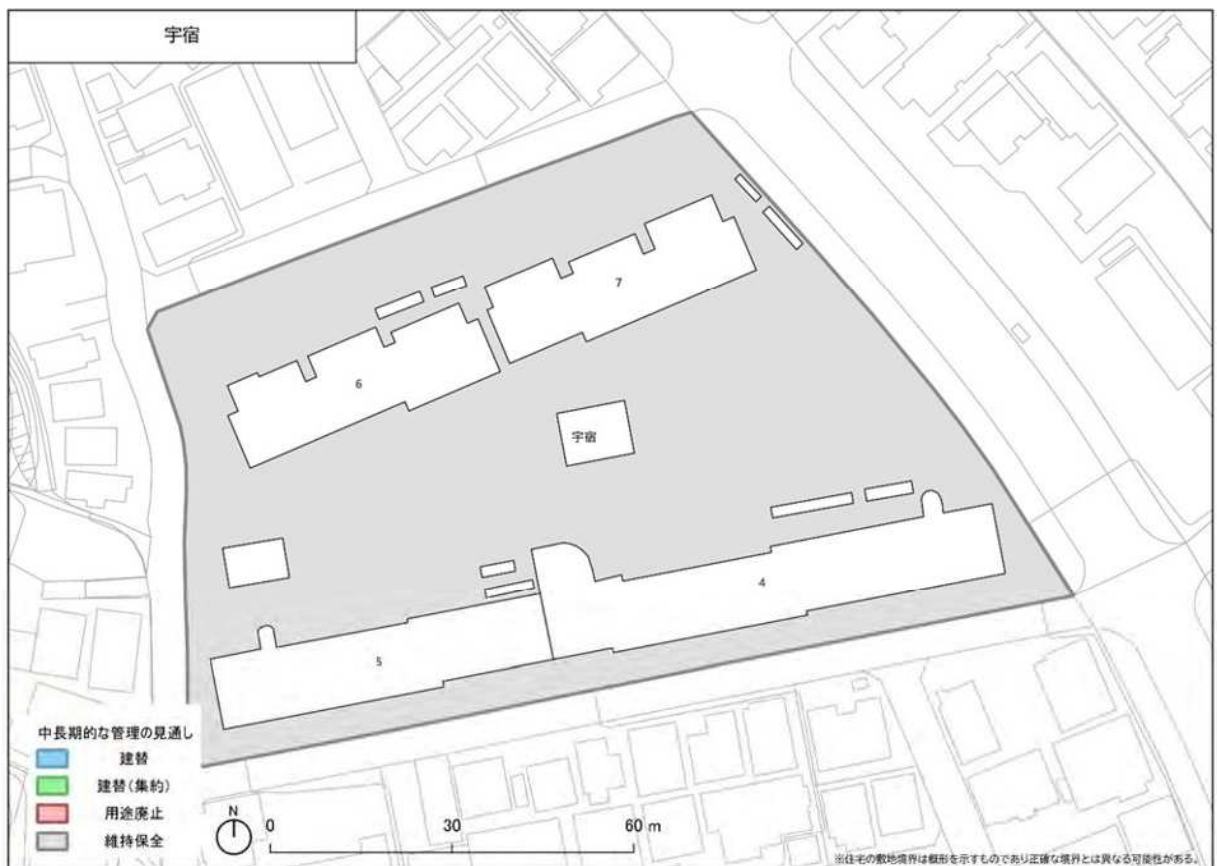 宇宿
7
6
宇宿
4
5
中長期的な管理の見通し
建替
建替(集約)
用途廃止
維持保全
N
0 30 60 m
※住宅の敷地境界は概形を示すものであり正確な境界とは異なる可能性がある。